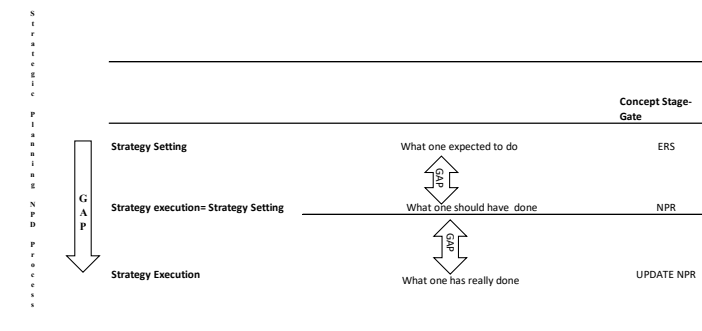 Strategic Planning NPD Process
Concept Stage-
Gate
Strategy Setting What one expected to do ERS
GAP
GAP
Strategy execution= Strategy Setting What one should have done NPR
GAP
Strategy Execution What one has really done UPDATE NPR